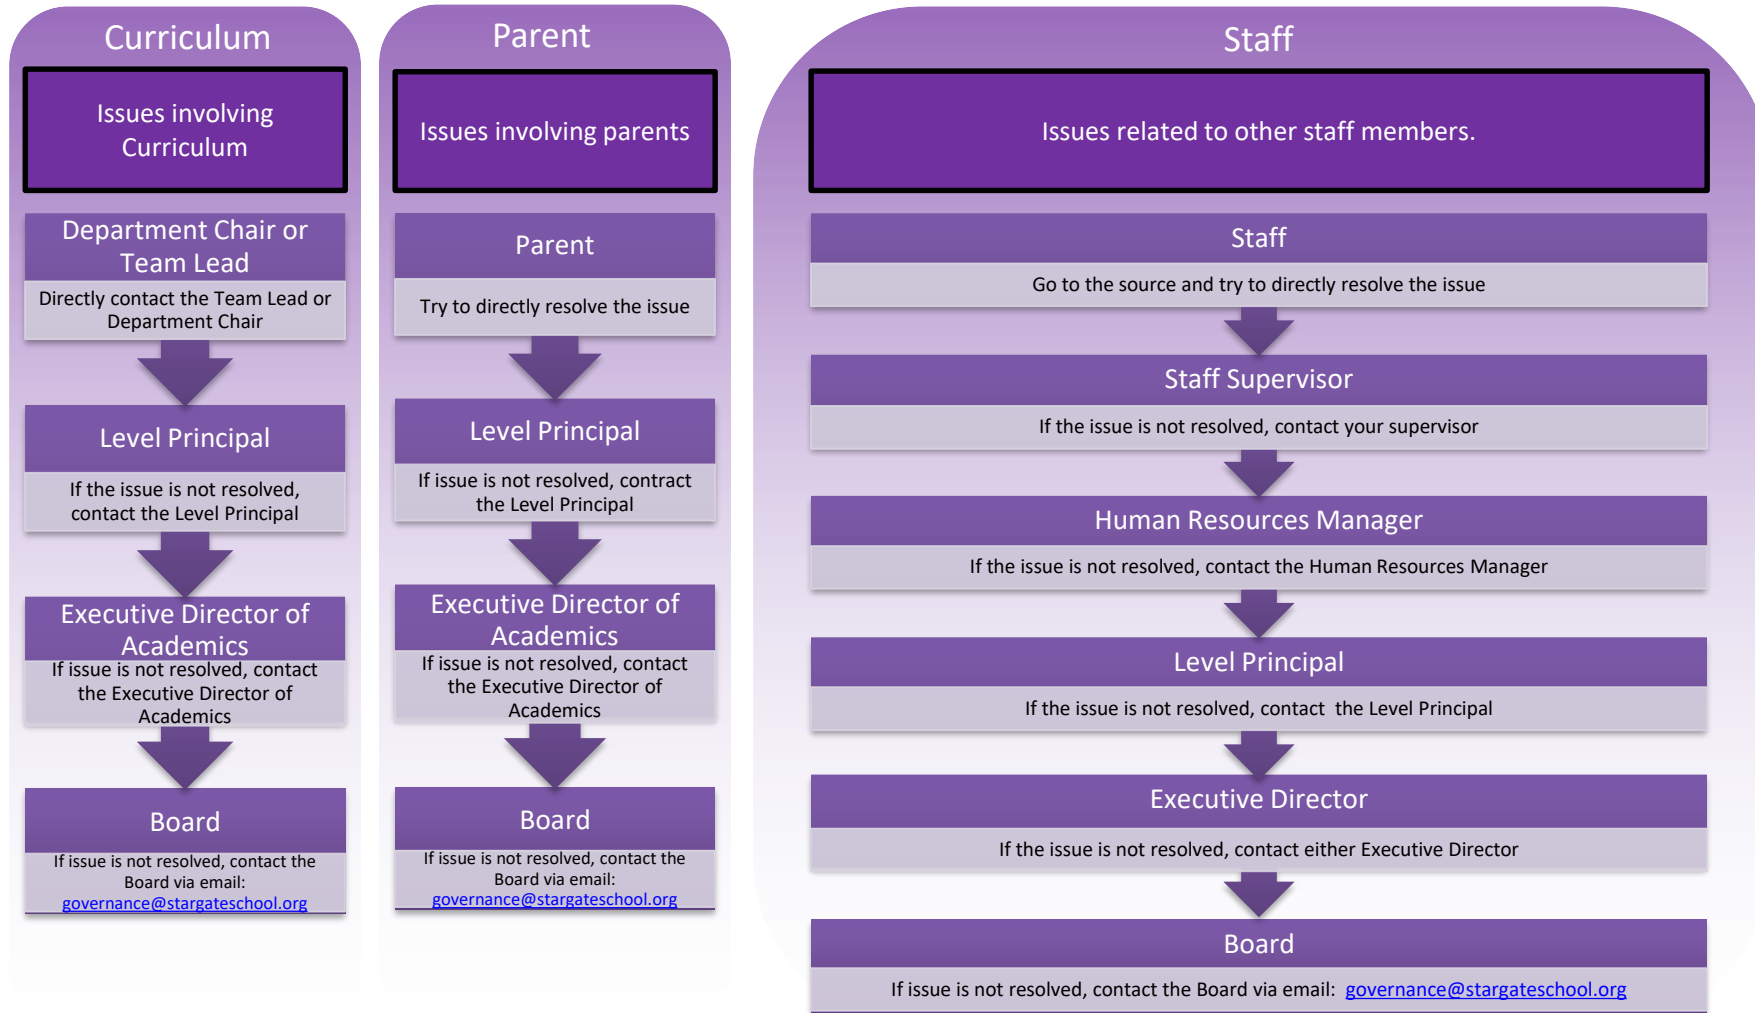 Curriculum
Issues involving
Curriculum
Department Chair or
Team Lead
Directly contact the Team Lead or
Department Chair
Level Principal
If the issue is not resolved,
contact the Level Principal
Executive Director of
Academics
If issue is not resolved, contact
the Executive Director of
Academics
Board
If issue is not resolved, contact the
Board via email:
governance@stargateschool.org
Parent
Issues involving parents
Parent
Try to directly resolve the issue
Level Principal
If issue is not resolved, contract
the Level Principal
Executive Director of
Academics
If issue is not resolved, contact
the Executive Director of
Academics
Board
If issue is not resolved, contact the
Board via email:
governance@stargateschool.org
Staff
Issues related to other staff members.
Staff
Go to the source and try to directly resolve the issue
Staff Supervisor
If the issue is not resolved, contact your supervisor
Human Resources Manager
If the issue is not resolved, contact the Human Resources Manager
Level Principal
If the issue is not resolved, contact  the Level Principal
Executive Director
If the issue is not resolved, contact either Executive Director
Board
If issue is not resolved, contact the Board via email:  governance@stargateschool.org